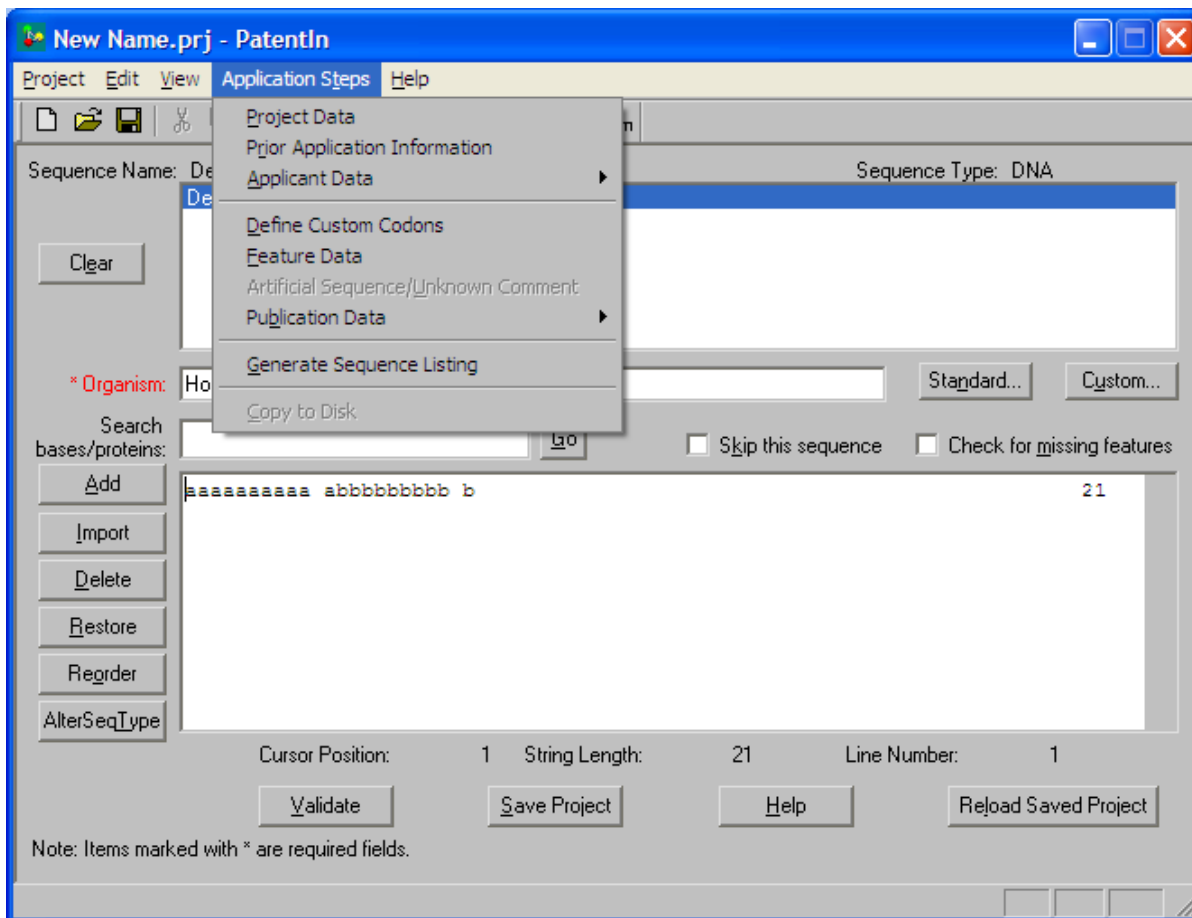 New Name.prj - PatentIn
Project Edit View Application Steps Help
Project Data
Prior Application Information
Applicant Data
Define Custom Codons
Feature Data
Artificial Sequence/Unknown Comment
Publication Data
Generate Sequence Listing
Copy to Disk
Sequence Name: De Sequence Type: DNA
De
Clear
* Organism: Ho Standard... Custom...
Search
bases/proteins: Go Skip this sequence Check for missing features
Add
aaaaaaaaaa abbbbbbbbb b 21
Import
Delete
Restore
Reorder
AlterSeqType
Cursor Position: 1 String Length: 21 Line Number: 1
Validate Save Project Help Reload Saved Project
Note: Items marked with * are required fields.